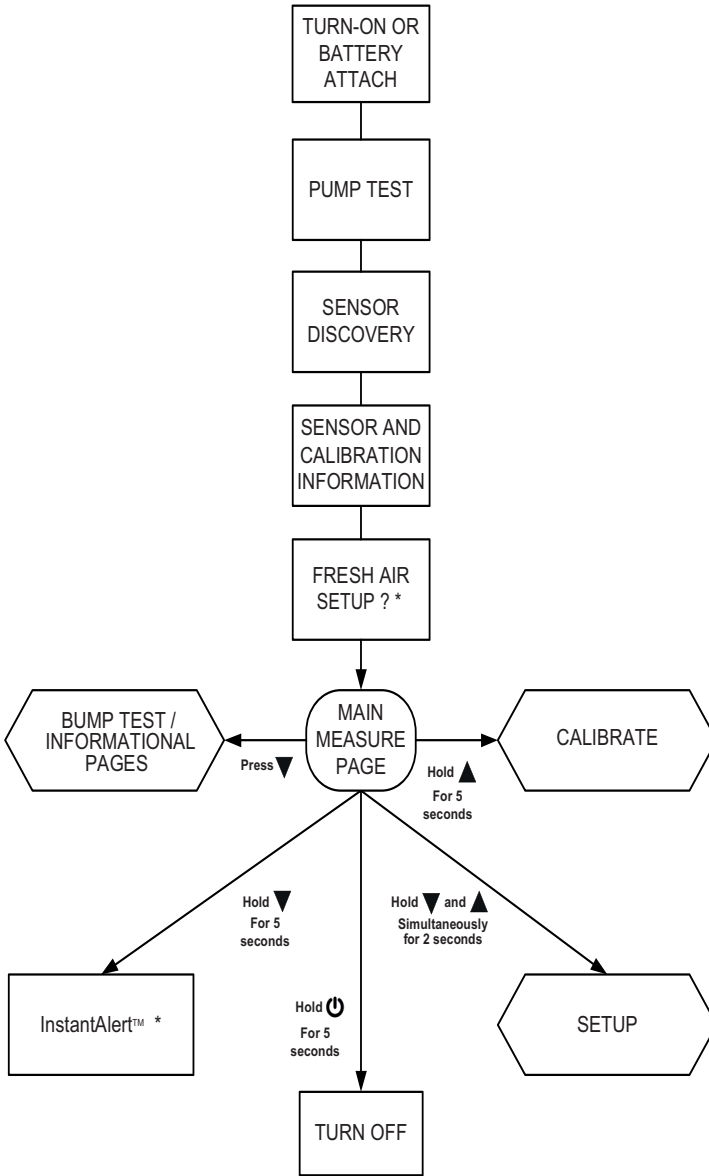 TURN-ON OR
BATTERY
ATTACH
PUMP TEST
SENSOR
DISCOVERY
SENSOR AND
CALIBRATION
INFORMATION
FRESH AIR
SETUP ? *
BUMP TEST /
INFORMATIONAL
PAGES
MAIN
MEASURE
PAGE
CALIBRATE
Press ▼
Hold ▲
For 5
seconds
Hold ▼
For 5
seconds
Hold ▼ and ▲
Simultaneously
for 2 seconds
Hold ⏻
For 5
seconds
InstantAlert™ *
SETUP
TURN OFF